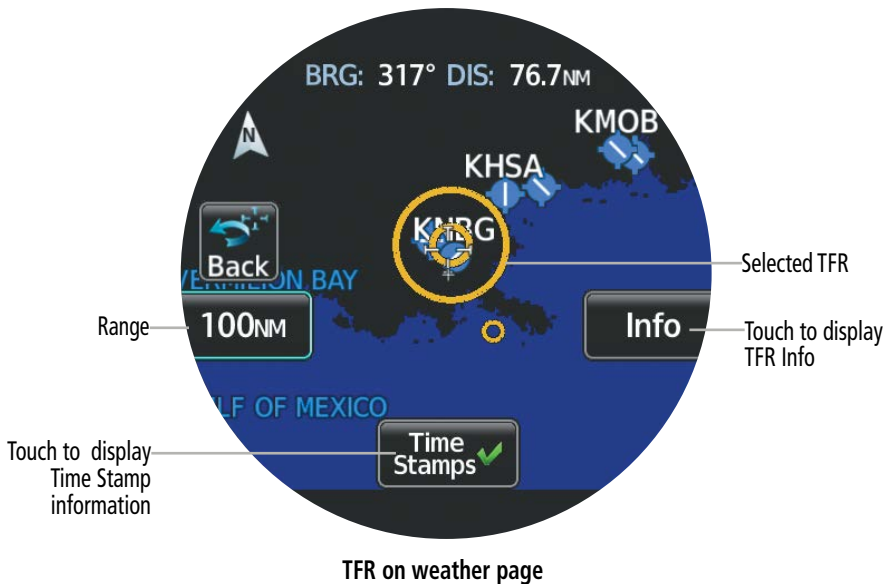 BRG: 317° DIS: 76.7NM
N
KMOB
KHSA
KNBG
Back
VERMILION BAY
Selected TFR
Range
100NM
Info
Touch to display
TFR Info
LF OF MEXICO
Time
Stamps
Touch to display
Time Stamp
information
TFR on weather page